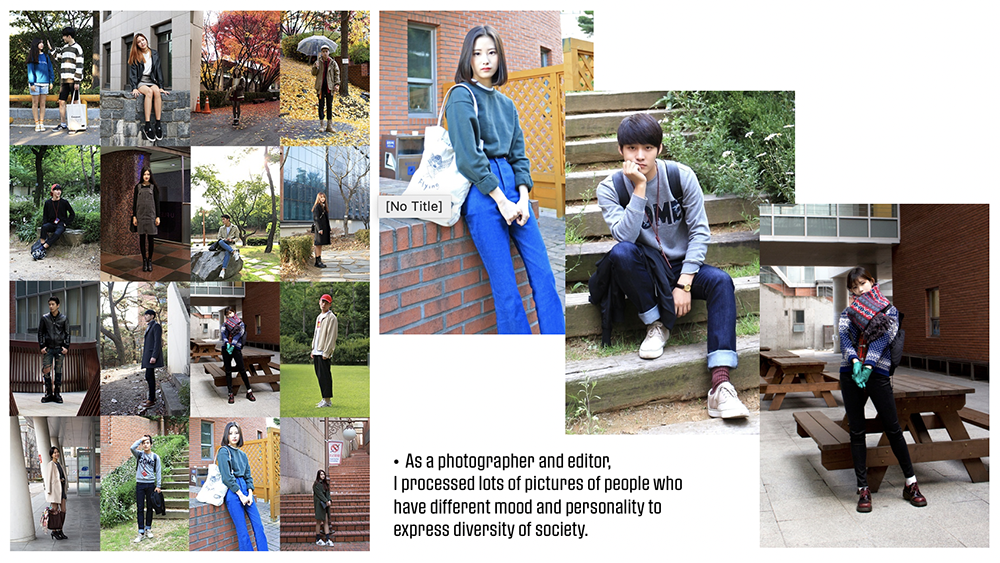 [No Title]
• As a photographer and editor,
I processed lots of pictures of people who
have different mood and personality to
express diversity of society.